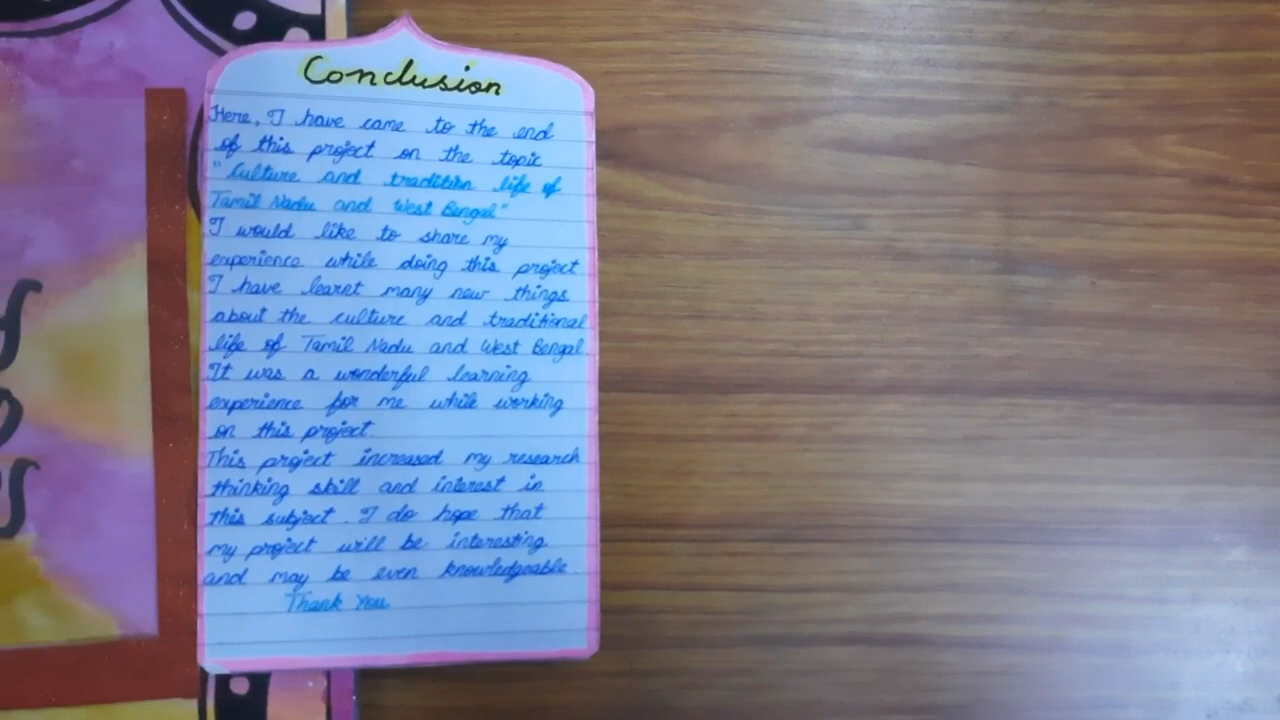 Conclusion
Here, I have came to the end
of this project on the topic
"Culture and tradition life of
Tamil Nadu and West Bengal"
I would like to share my
experience while doing this project
I have learnt many new things
about the culture and traditional
life of Tamil Nadu and West Bengal.
It was a wonderful learning
experience for me while working
on this project.
This project increased my research
thinking skill and interest in
this subject. I do hope that
my project will be interesting
and may be even knowledgeable.
Thank You